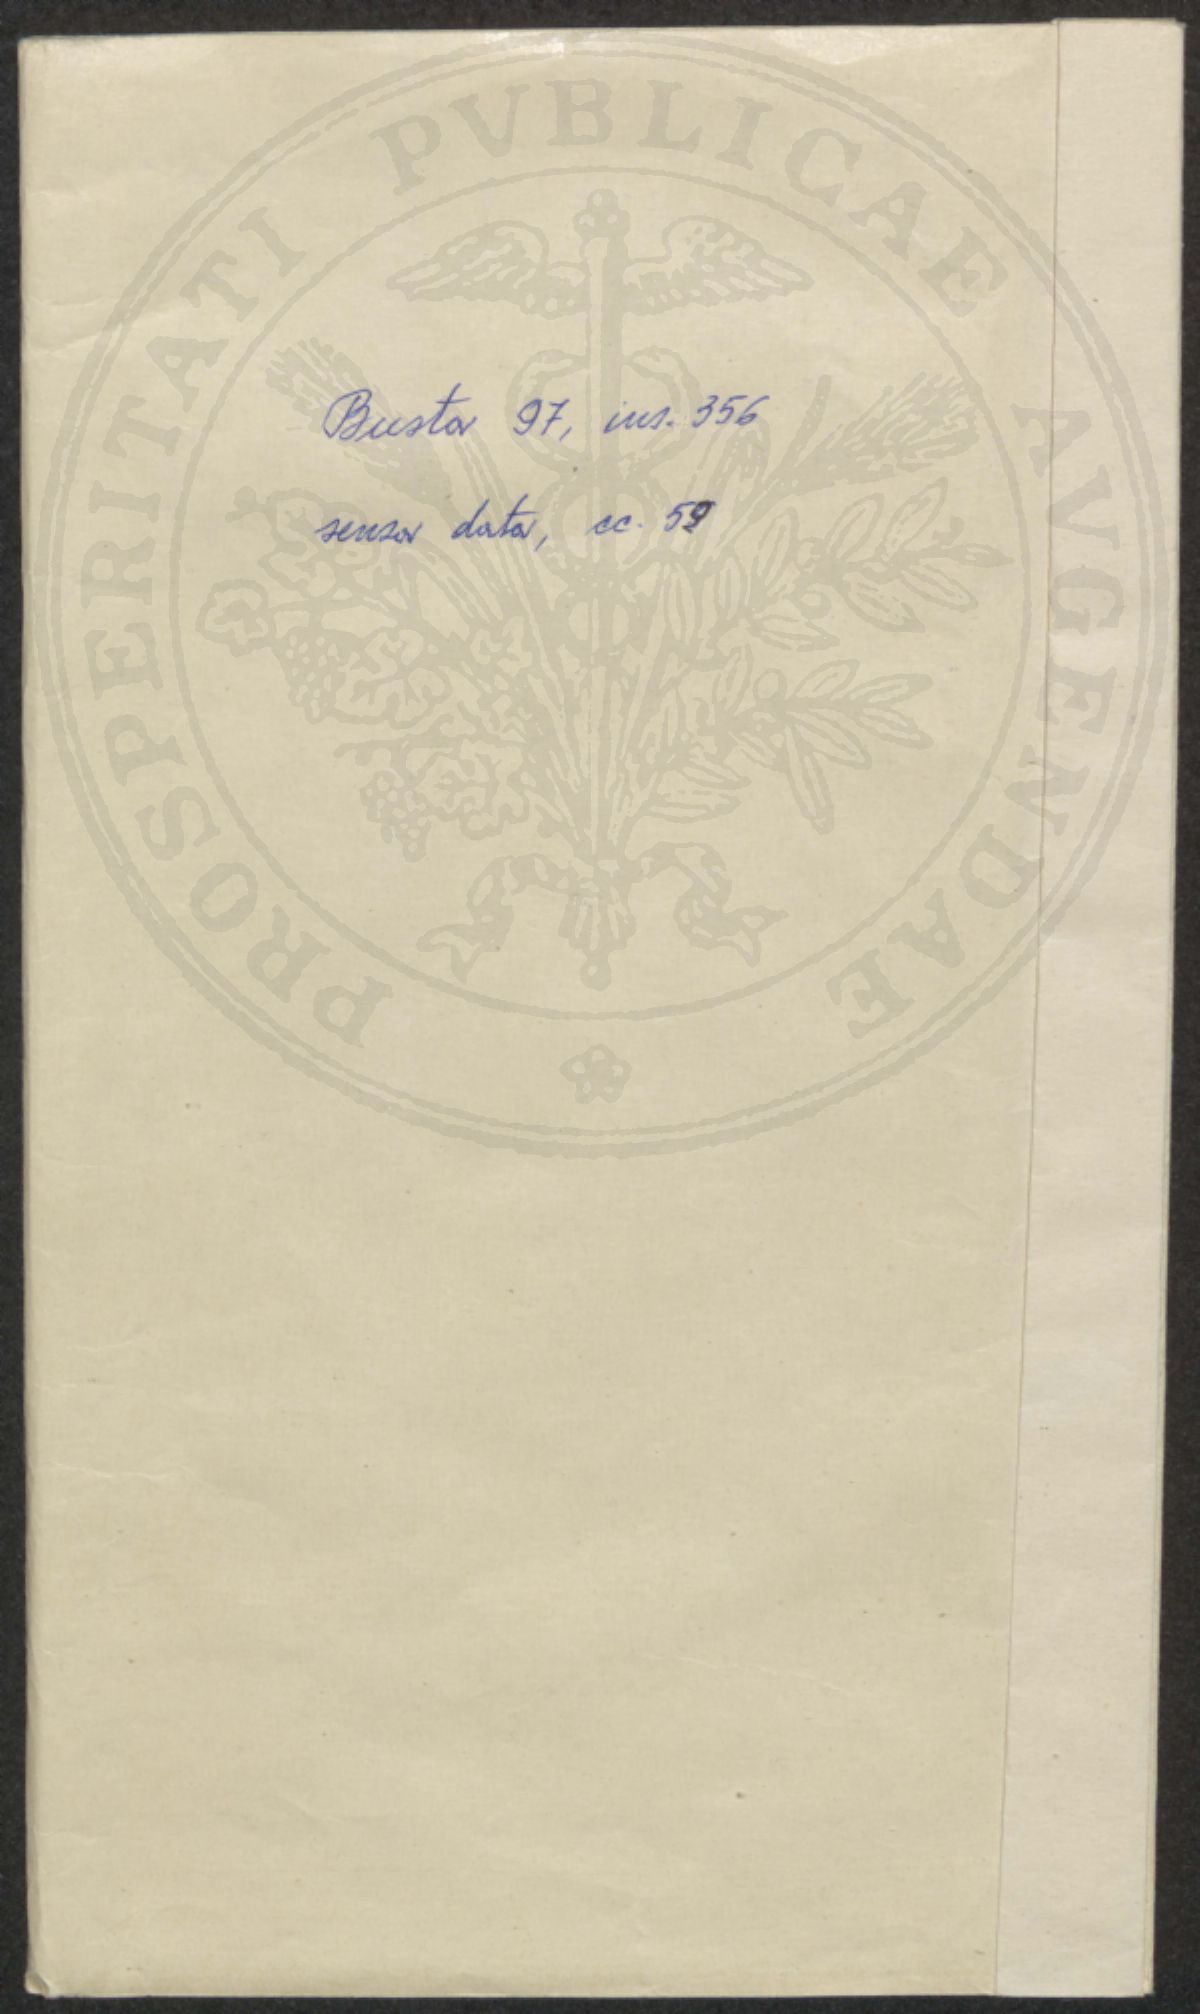 PROSPERITATI PVBLICAE AVGENDAE
Busta 97, ins. 356
senza data, cc. 59